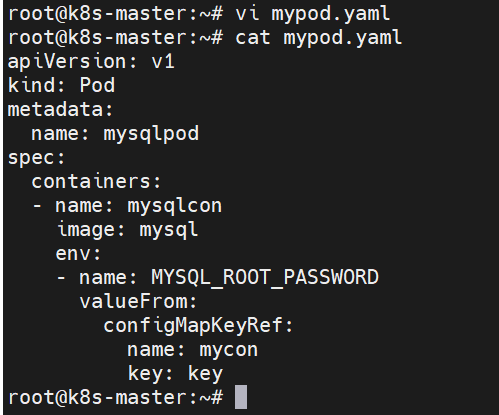 root@k8s-master:~# vi mypod.yaml
root@k8s-master:~# cat mypod.yaml
apiVersion: v1
kind: Pod
metadata:
  name: mysqlpod
spec:
  containers:
  - name: mysqlcon
    image: mysql
    env:
    - name: MYSQL_ROOT_PASSWORD
      valueFrom:
        configMapKeyRef:
          name: mycon
          key: key
root@k8s-master:~#